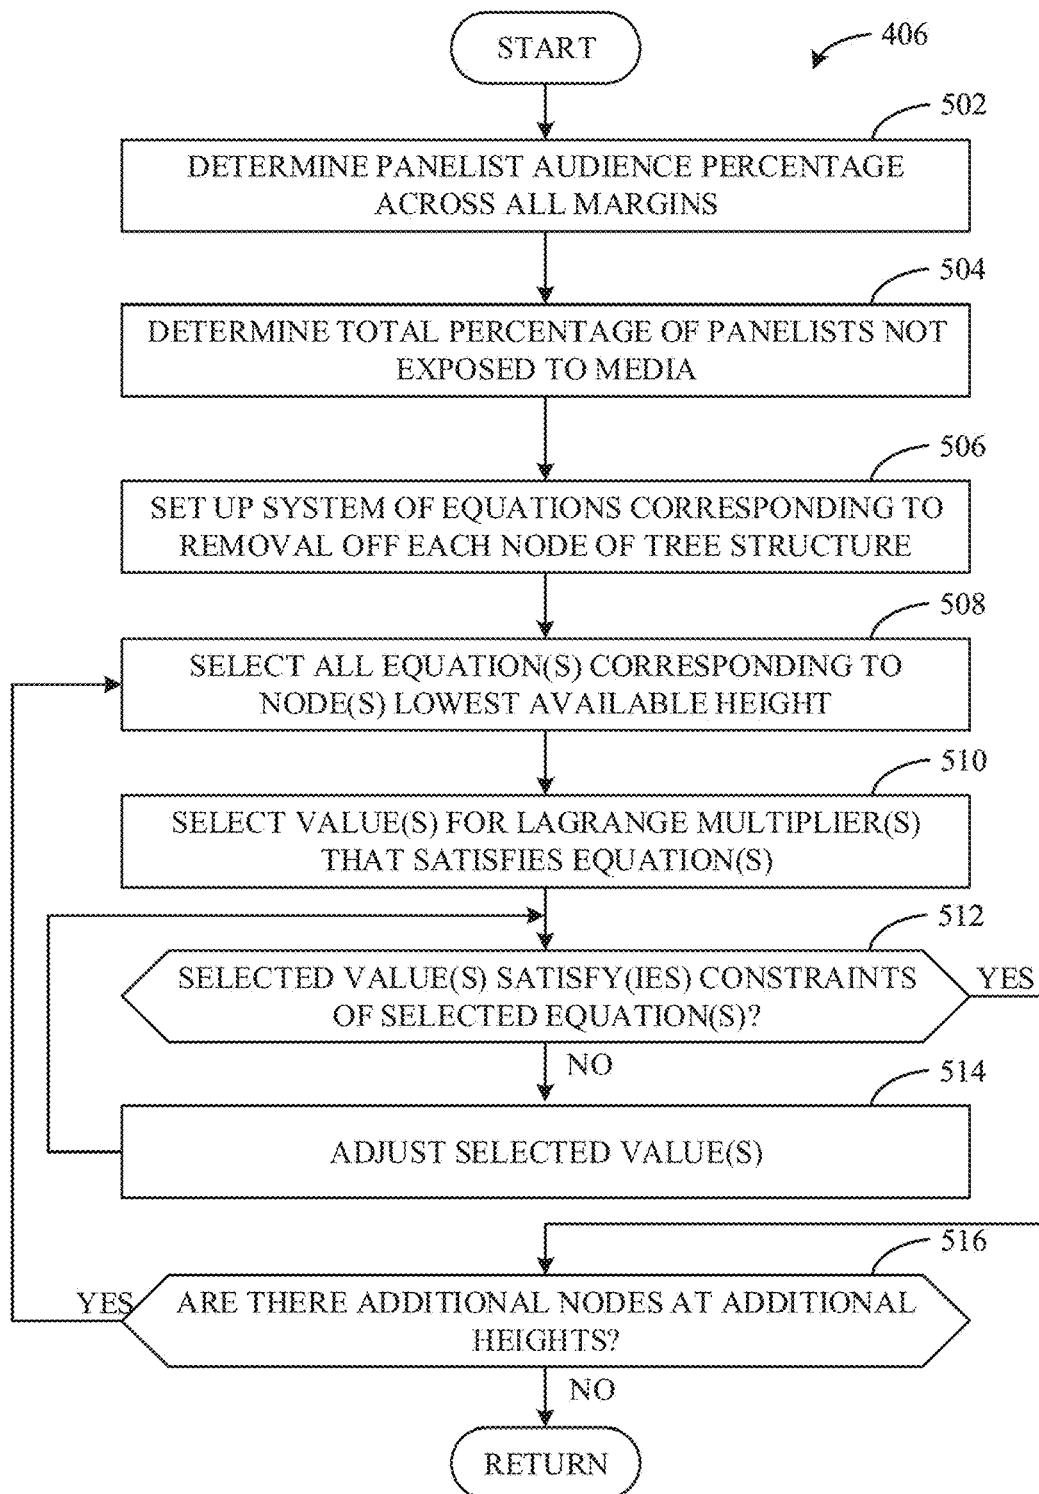 START
406
502
DETERMINE PANELIST AUDIENCE PERCENTAGE
ACROSS ALL MARGINS
504
DETERMINE TOTAL PERCENTAGE OF PANELISTS NOT
EXPOSED TO MEDIA
506
SET UP SYSTEM OF EQUATIONS CORRESPONDING TO
REMOVAL OFF EACH NODE OF TREE STRUCTURE
508
SELECT ALL EQUATION(S) CORRESPONDING TO
NODE(S) LOWEST AVAILABLE HEIGHT
510
SELECT VALUE(S) FOR LAGRANGE MULTIPLIER(S)
THAT SATISFIES EQUATION(S)
512
SELECTED VALUE(S) SATISFY(IES) CONSTRAINTS
OF SELECTED EQUATION(S)?
YES
NO
514
ADJUST SELECTED VALUE(S)
516
YES
ARE THERE ADDITIONAL NODES AT ADDITIONAL
HEIGHTS?
NO
RETURN